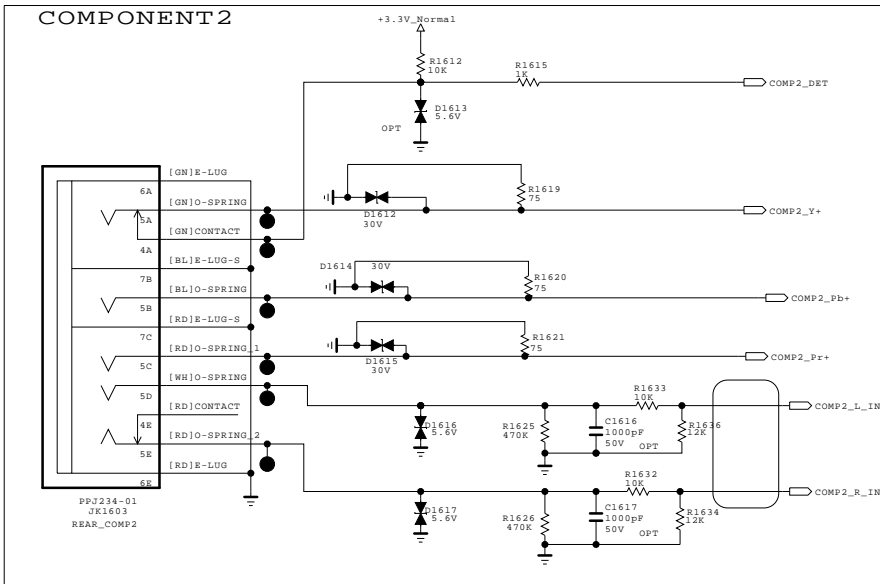 COMPONENT2
+3.3V_Normal
R1612
10K
R1615
1K
COMP2_DET
D1613
5.6V
OPT
[GN]E-LUG
6A
[GN]O-SPRING
5A
[GN]CONTACT
4A
[BL]E-LUG-S
7B
[BL]O-SPRING
5B
[RD]E-LUG-S
7C
[RD]O-SPRING_1
5C
[WH]O-SPRING
5D
[RD]CONTACT
4E
[RD]O-SPRING_2
5E
[RD]E-LUG
6E
PPJ234-01
JK1603
REAR_COMP2
D1612
30V
R1619
75
COMP2_Y+
D1614
30V
R1620
75
COMP2_Pb+
D1615
30V
R1621
75
COMP2_Pr+
R1633
10K
COMP2_L_IN
D1616
5.6V
R1625
470K
C1616
1000pF
50V
OPT
R1636
12K
R1632
10K
COMP2_R_IN
D1617
5.6V
R1626
470K
C1617
1000pF
50V
OPT
R1634
12K